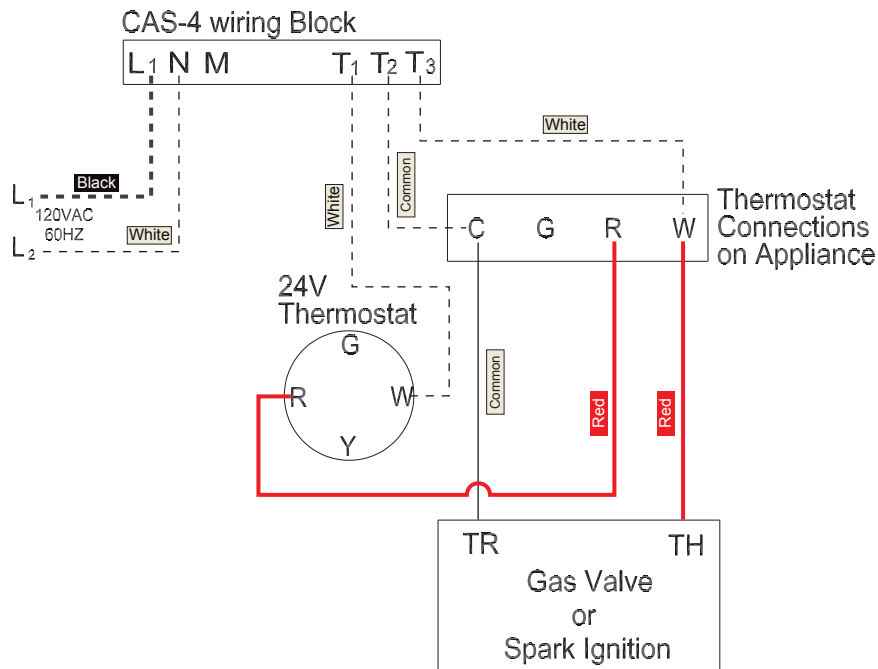 CAS-4 wiring Block
L1 N M T1 T2 T3
White
Black
L1
120VAC
60HZ
White
L2
White
Common
Thermostat
Connections
on Appliance
C G R W
24V
Thermostat
G
R
W
Y
Common
Red
Red
TR
TH
Gas Valve
or
Spark Ignition